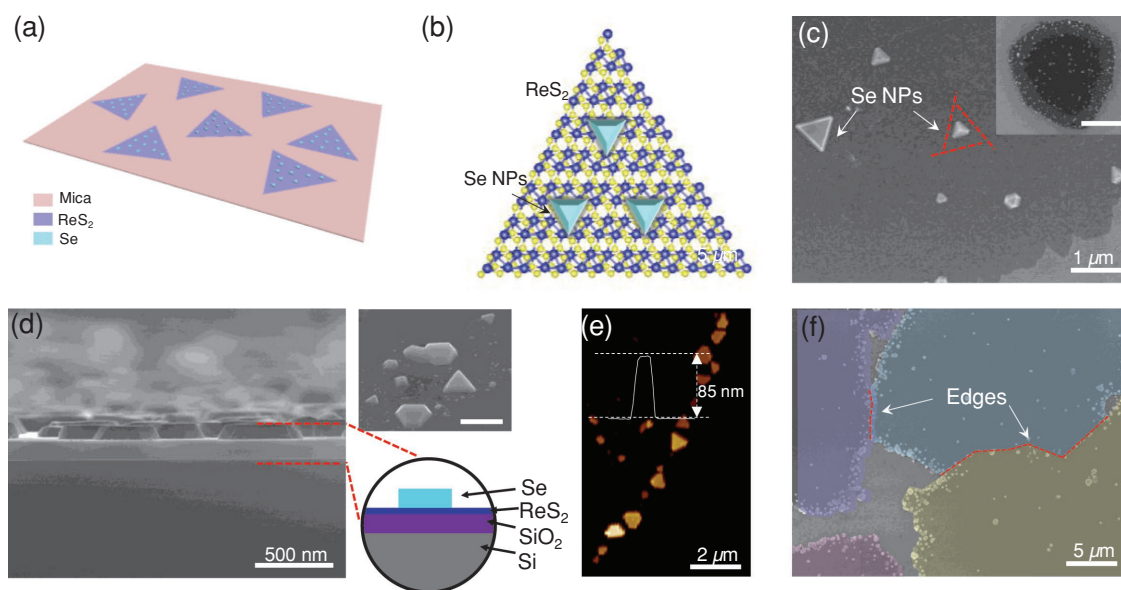 (a)
Mica
ReS₂
Se
(b)
ReS₂
Se NPs
5 µm
(c)
Se NPs
1 µm
(d)
500 nm
Se
ReS₂
SiO₂
Si
(e)
85 nm
2 µm
(f)
Edges
5 µm